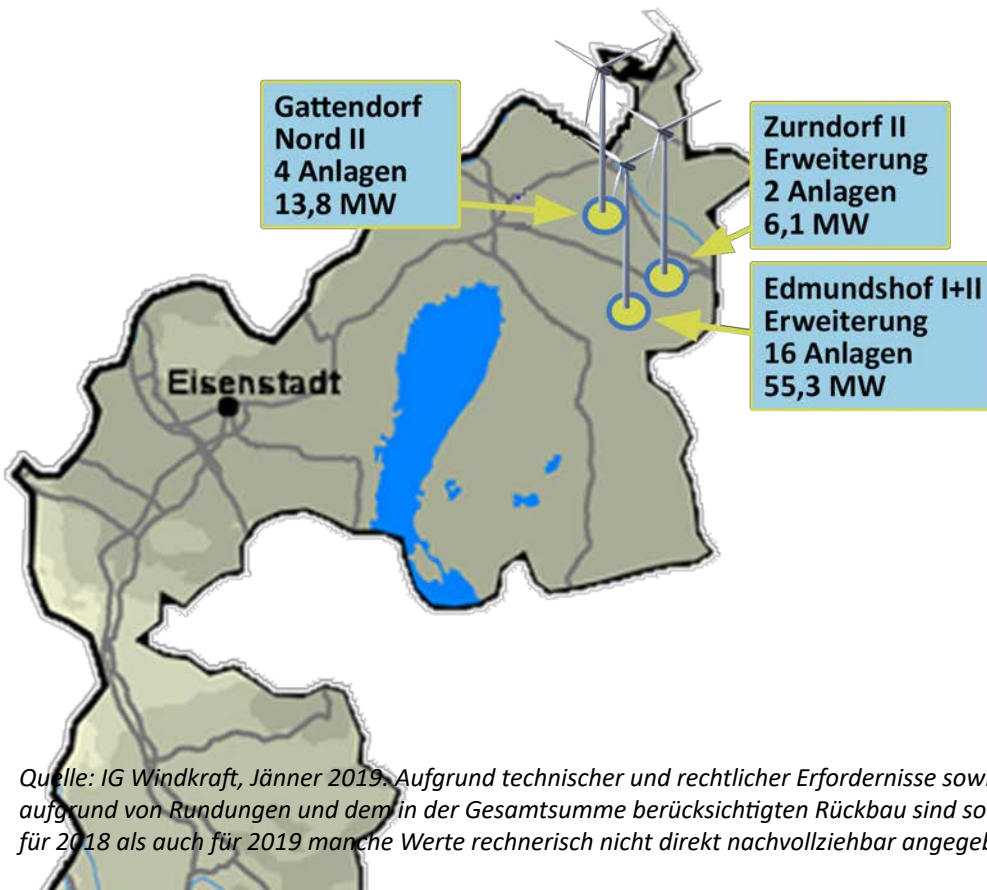 Gattendorf
Nord II
4 Anlagen
13,8 MW
Zurndorf II
Erweiterung
2 Anlagen
6,1 MW
Edmundshof I+II
Erweiterung
16 Anlagen
55,3 MW
Eisenstadt
Quelle: IG Windkraft, Jänner 2019. Aufgrund technischer und rechtlicher Erfordernisse sowi
aufgrund von Rundungen und dem in der Gesamtsumme berücksichtigten Rückbau sind so
für 2018 als auch für 2019 manche Werte rechnerisch nicht direkt nachvollziehbar angegeb